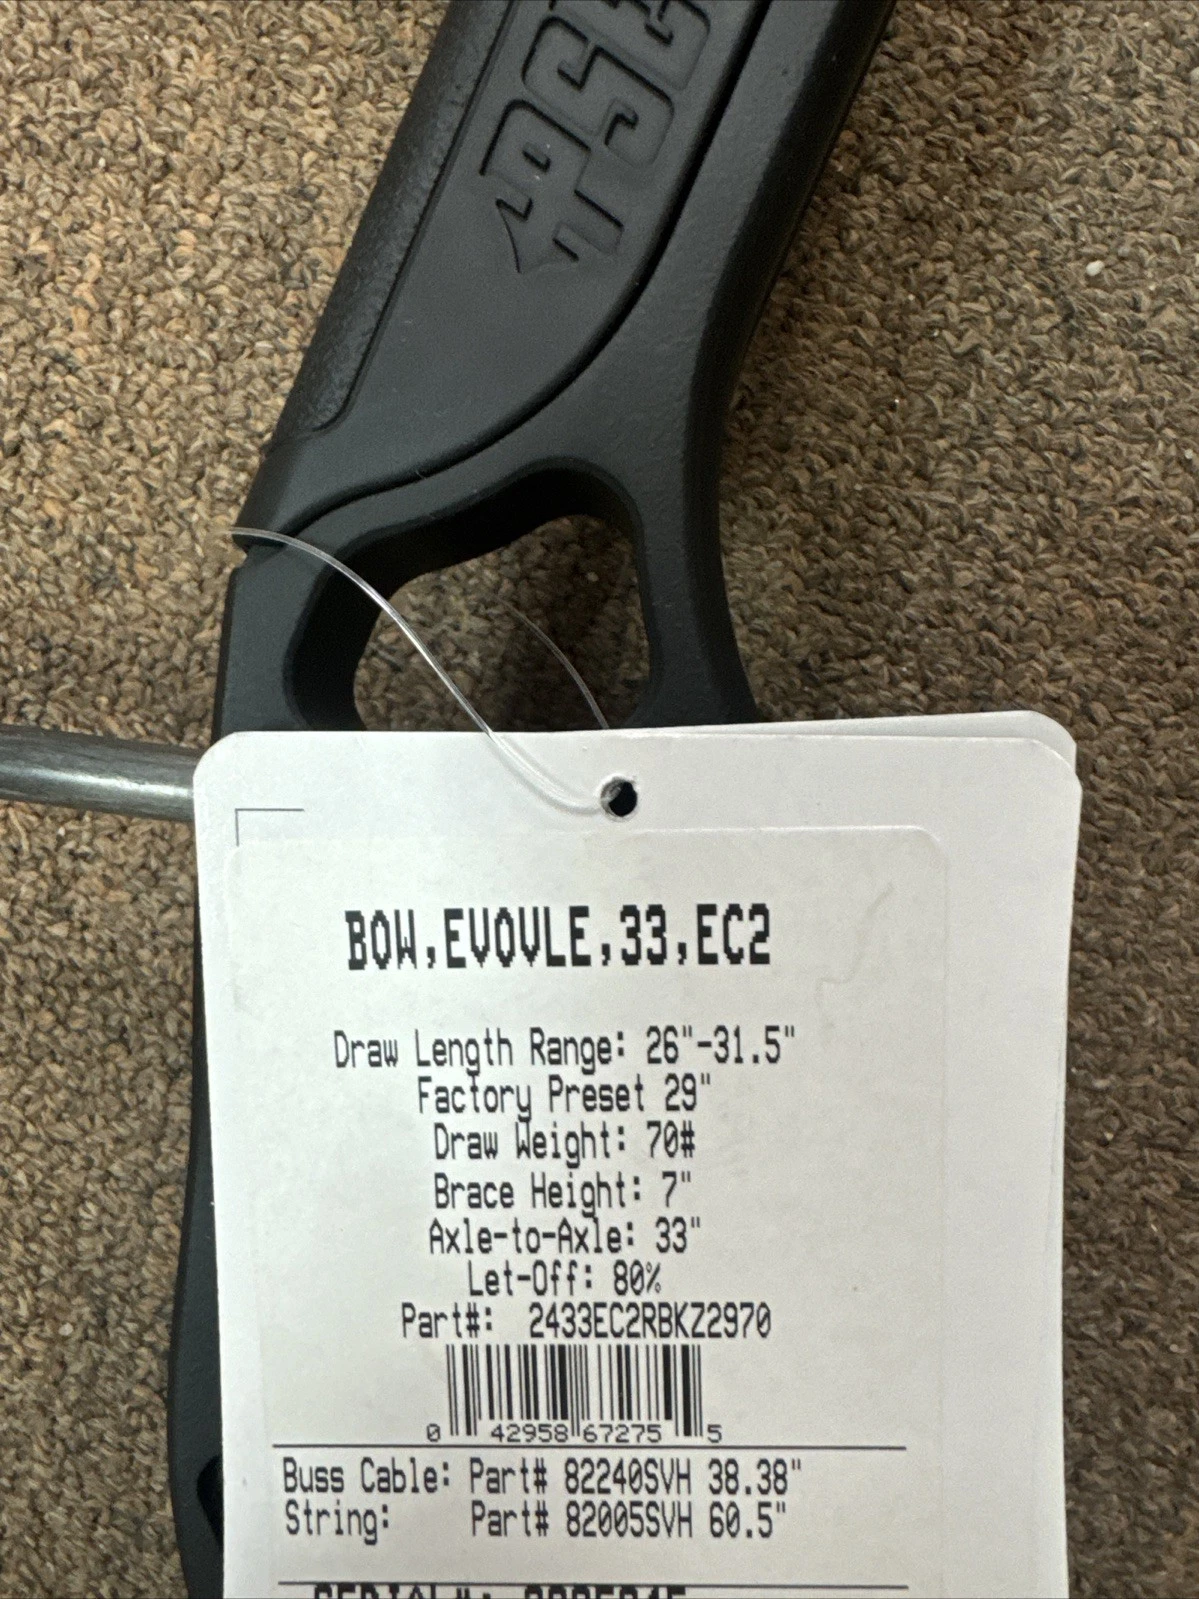 PSE
BOW,EVOVLE,33,EC2
Draw Length Range: 26"-31.5"
Factory Preset 29"
Draw Weight: 70#
Brace Height: 7"
Axle-to-Axle: 33"
Let-Off: 80%
Part#: 2433EC2RBKZ2970
0 42958 67275 5
Buss Cable: Part# 82240SVH 38.38"
String: Part# 82005SVH 60.5"
SERIAL#: